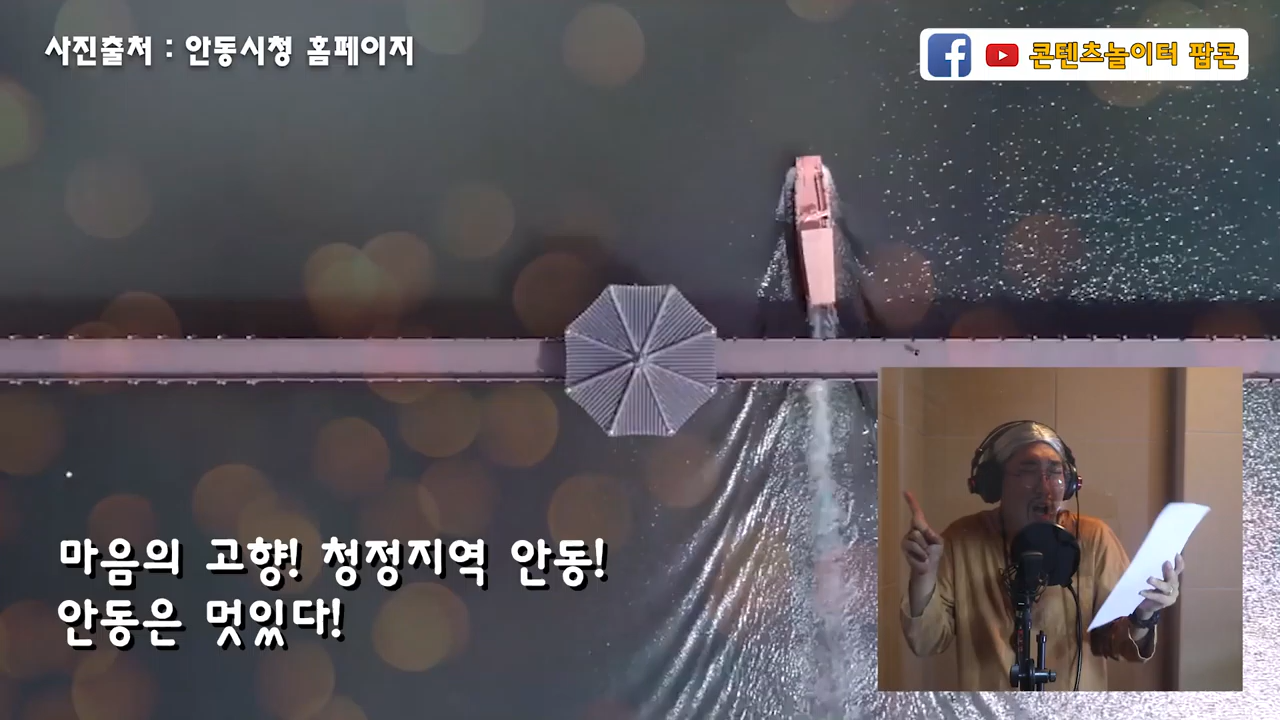 사진출처 : 안동시청 홈페이지
콘텐츠놀이터 팝콘
마음의 고향! 청정지역 안동!
안동은 멋있다!